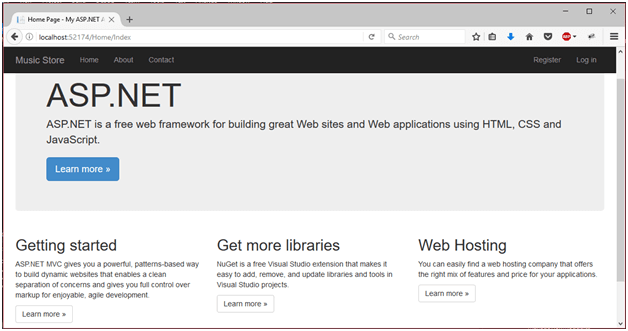 Home Page - My ASP.NET A
localhost:52174/Home/Index
Search
Music Store Home About Contact Register Log in
ASP.NET
ASP.NET is a free web framework for building great Web sites and Web applications using HTML, CSS and
JavaScript.
Learn more »
Getting started
ASP.NET MVC gives you a powerful, patterns-based way
to build dynamic websites that enables a clean
separation of concerns and gives you full control over
markup for enjoyable, agile development.
Learn more »
Get more libraries
NuGet is a free Visual Studio extension that makes it
easy to add, remove, and update libraries and tools in
Visual Studio projects.
Learn more »
Web Hosting
You can easily find a web hosting company that offers
the right mix of features and price for your applications.
Learn more »